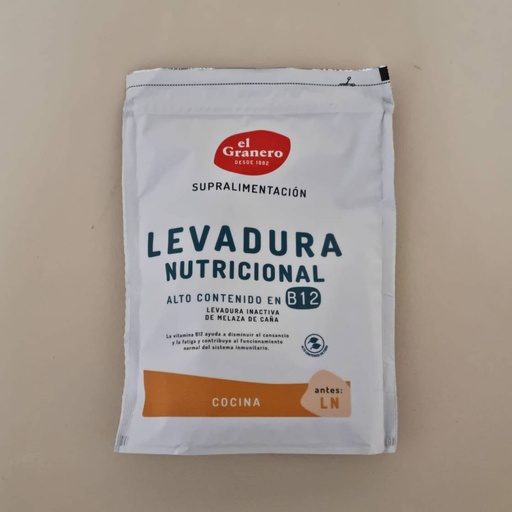 el
Granero
DESDE 1982
SUPRALIMENTACIÓN
LEVADURA
NUTRICIONAL
ALTO CONTENIDO EN B12
LEVADURA INACTIVA
DE MELAZA DE CAÑA
La vitamina B12 ayuda a disminuir el cansancio
y la fatiga y contribuye al funcionamiento
normal del sistema inmunitario.
antes:
COCINA LN